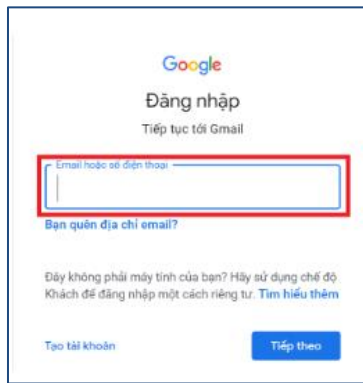 Google
Đăng nhập
Tiếp tục tới Gmail
Email hoặc số điện thoại
Bạn quên địa chỉ email?
Đây không phải máy tính của bạn? Hãy sử dụng chế độ
Khách để đăng nhập một cách riêng tư. Tìm hiểu thêm
Tạo tài khoản
Tiếp theo